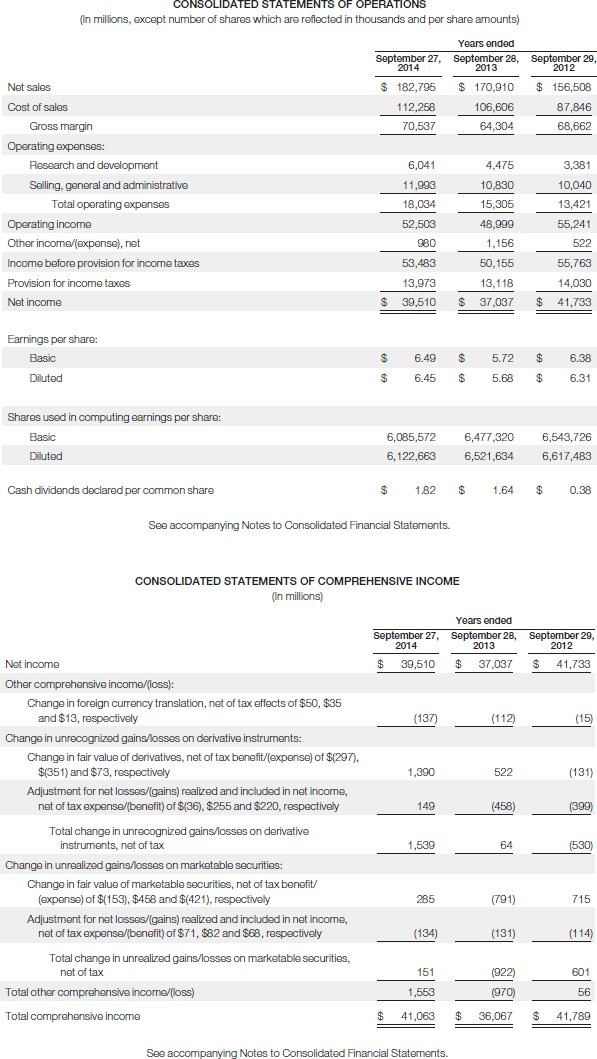 CONSOLIDATED STATEMENTS OF OPERATIONS
(In millions, except number of shares which are reflected in thousands and per share amounts)
Years ended
September 27, September 28, September 29,
2014 2013 2012
Net sales $ 182,795 $ 170,910 $ 156,508
Cost of sales 112,258 106,606 87,846
Gross margin 70,537 64,304 68,662
Operating expenses:
Research and development 6,041 4,475 3,381
Selling, general and administrative 11,993 10,830 10,040
Total operating expenses 18,034 15,305 13,421
Operating income 52,503 48,999 55,241
Other income/(expense), net 980 1,156 522
Income before provision for income taxes 53,483 50,155 55,763
Provision for income taxes 13,973 13,118 14,030
Net income $ 39,510 $ 37,037 $ 41,733
Earnings per share:
Basic $ 6.49 $ 5.72 $ 6.38
Diluted $ 6.45 $ 5.68 $ 6.31
Shares used in computing earnings per share:
Basic 6,085,572 6,477,320 6,543,726
Diluted 6,122,663 6,521,634 6,617,483
Cash dividends declared per common share $ 1.82 $ 1.64 $ 0.38
See accompanying Notes to Consolidated Financial Statements.
CONSOLIDATED STATEMENTS OF COMPREHENSIVE INCOME
(In millions)
Years ended
September 27, September 28, September 29,
2014 2013 2012
Net income $ 39,510 $ 37,037 $ 41,733
Other comprehensive income/(loss):
Change in foreign currency translation, net of tax effects of $50, $35
and $13, respectively (137) (112) (15)
Change in unrecognized gains/losses on derivative instruments:
Change in fair value of derivatives, net of tax benefit/(expense) of $(297),
$(351) and $73, respectively 1,390 522 (131)
Adjustment for net losses/(gains) realized and included in net income,
net of tax expense/(benefit) of $(36), $255 and $220, respectively 149 (458) (399)
Total change in unrecognized gains/losses on derivative
instruments, net of tax 1,539 64 (530)
Change in unrealized gains/losses on marketable securities:
Change in fair value of marketable securities, net of tax benefit/
(expense) of $(153), $458 and $(421), respectively 285 (791) 715
Adjustment for net losses/(gains) realized and included in net income,
net of tax expense/(benefit) of $71, $82 and $68, respectively (134) (131) (114)
Total change in unrealized gains/losses on marketable securities,
net of tax 151 (922) 601
Total other comprehensive income/(loss) 1,553 (970) 56
Total comprehensive income $ 41,063 $ 36,067 $ 41,789
See accompanying Notes to Consolidated Financial Statements.